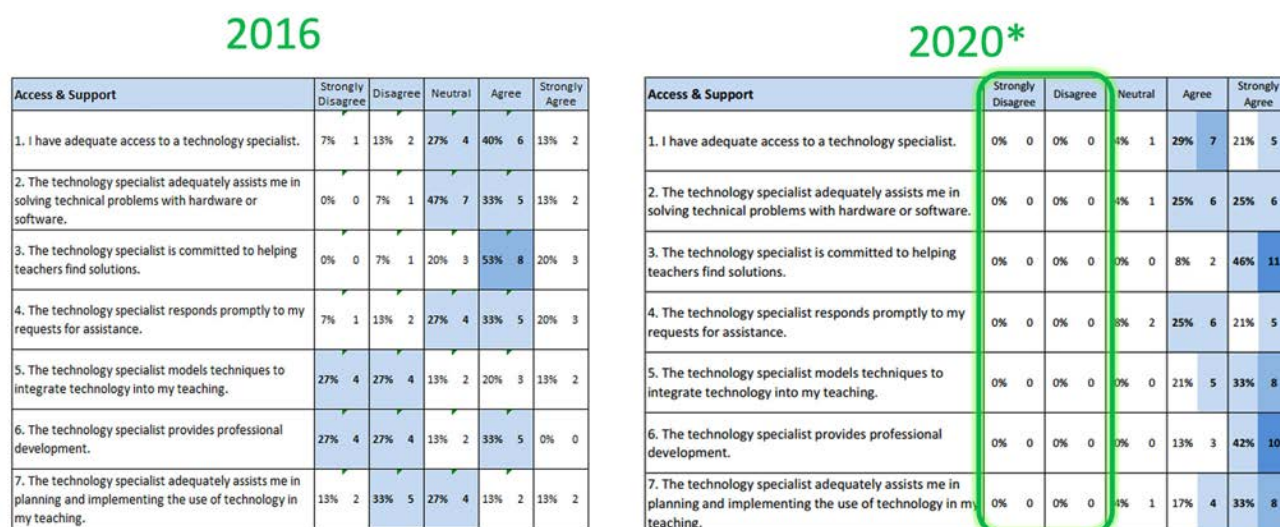 2016
Access & Support Strongly Disagree Disagree Neutral Agree Strongly Agree
1. I have adequate access to a technology specialist. 7% 1 13% 2 27% 4 40% 6 13% 2
2. The technology specialist adequately assists me in
solving technical problems with hardware or
software. 0% 0 7% 1 47% 7 33% 5 13% 2
3. The technology specialist is committed to helping
teachers find solutions. 0% 0 7% 1 20% 3 53% 8 20% 3
4. The technology specialist responds promptly to my
requests for assistance. 7% 1 13% 2 27% 4 33% 5 20% 3
5. The technology specialist models techniques to
integrate technology into my teaching. 27% 4 27% 4 13% 2 20% 3 13% 2
6. The technology specialist provides professional
development. 27% 4 27% 4 13% 2 33% 5 0% 0
7. The technology specialist adequately assists me in
planning and implementing the use of technology in
my teaching. 13% 2 33% 5 27% 4 13% 2 13% 2
2020*
Access & Support Strongly Disagree Disagree Neutral Agree Strongly Agree
1. I have adequate access to a technology specialist. 0% 0 0% 0 4% 1 29% 7 21% 5
2. The technology specialist adequately assists me in
solving technical problems with hardware or software. 0% 0 0% 0 4% 1 25% 6 25% 6
3. The technology specialist is committed to helping
teachers find solutions. 0% 0 0% 0 0% 0 8% 2 46% 11
4. The technology specialist responds promptly to my
requests for assistance. 0% 0 0% 0 8% 2 25% 6 21% 5
5. The technology specialist models techniques to
integrate technology into my teaching. 0% 0 0% 0 0% 0 21% 5 33% 8
6. The technology specialist provides professional
development. 0% 0 0% 0 0% 0 13% 3 42% 10
7. The technology specialist adequately assists me in
planning and implementing the use of technology in my
teaching. 0% 0 0% 0 4% 1 17% 4 33% 8